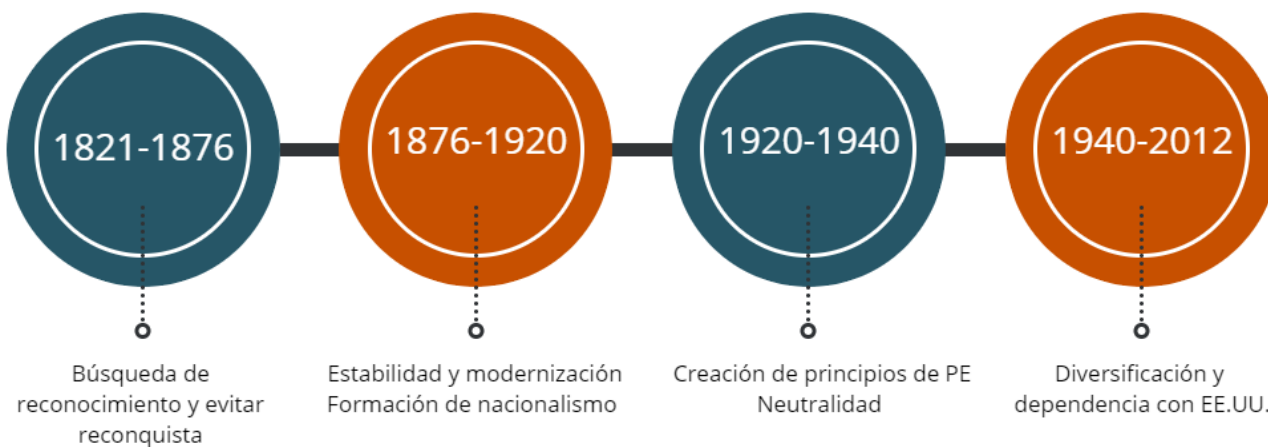 1821-1876
1876-1920
1920-1940
1940-2012
Búsqueda de
reconocimiento y evitar
reconquista
Estabilidad y modernización
Formación de nacionalismo
Creación de principios de PE
Neutralidad
Diversificación y
dependencia con EE.UU.